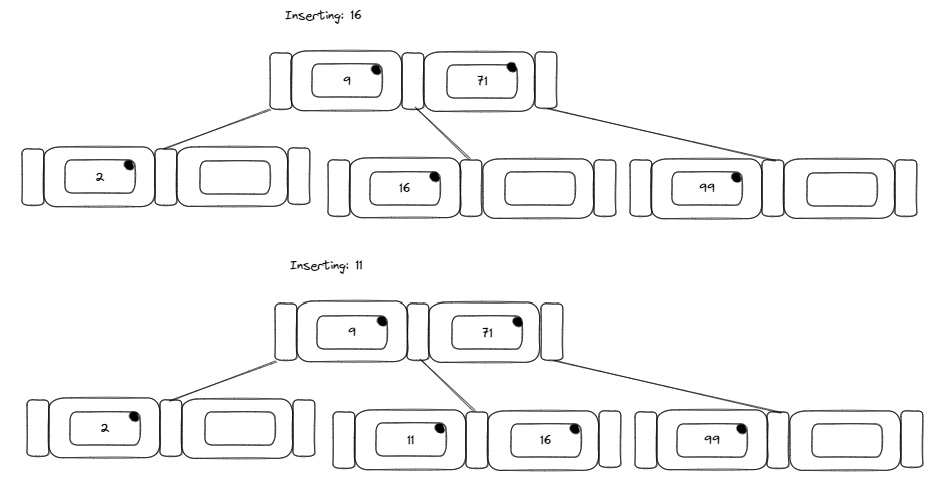 Inserting: 16
9 71
2 16 99
Inserting: 11
9 71
2 11 16 99